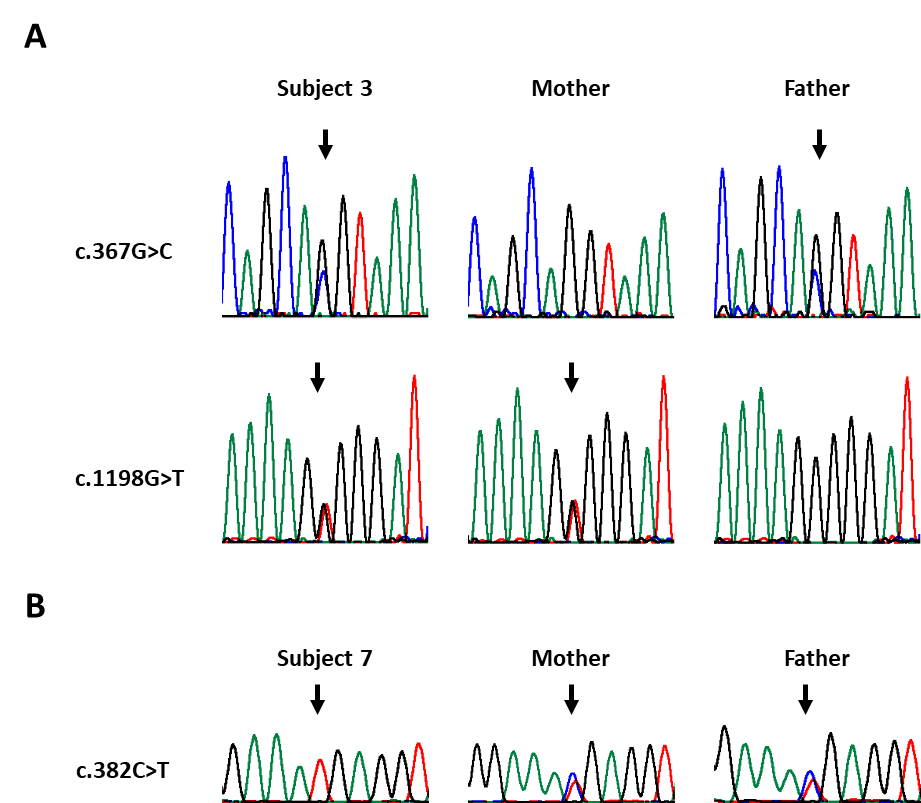 A
Subject 3 Mother Father
c.367G>C
c.1198G>T
B
Subject 7 Mother Father
c.382C>T